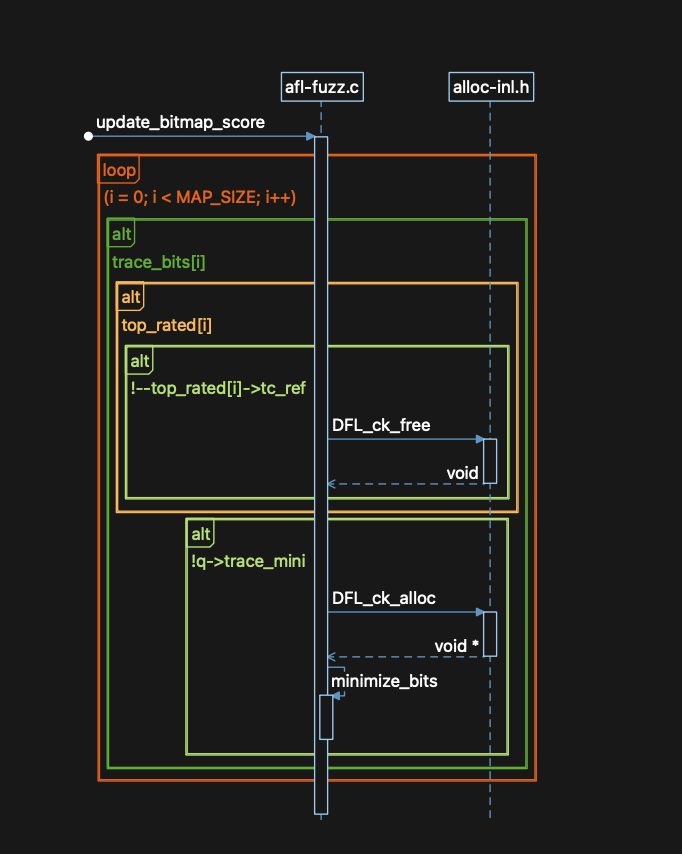 afl-fuzz.c
alloc-inl.h
update_bitmap_score
loop
(i = 0; i < MAP_SIZE; i++)
alt
trace_bits[i]
alt
top_rated[i]
alt
!--top_rated[i]->tc_ref
DFL_ck_free
void
alt
!q->trace_mini
DFL_ck_alloc
void *
minimize_bits